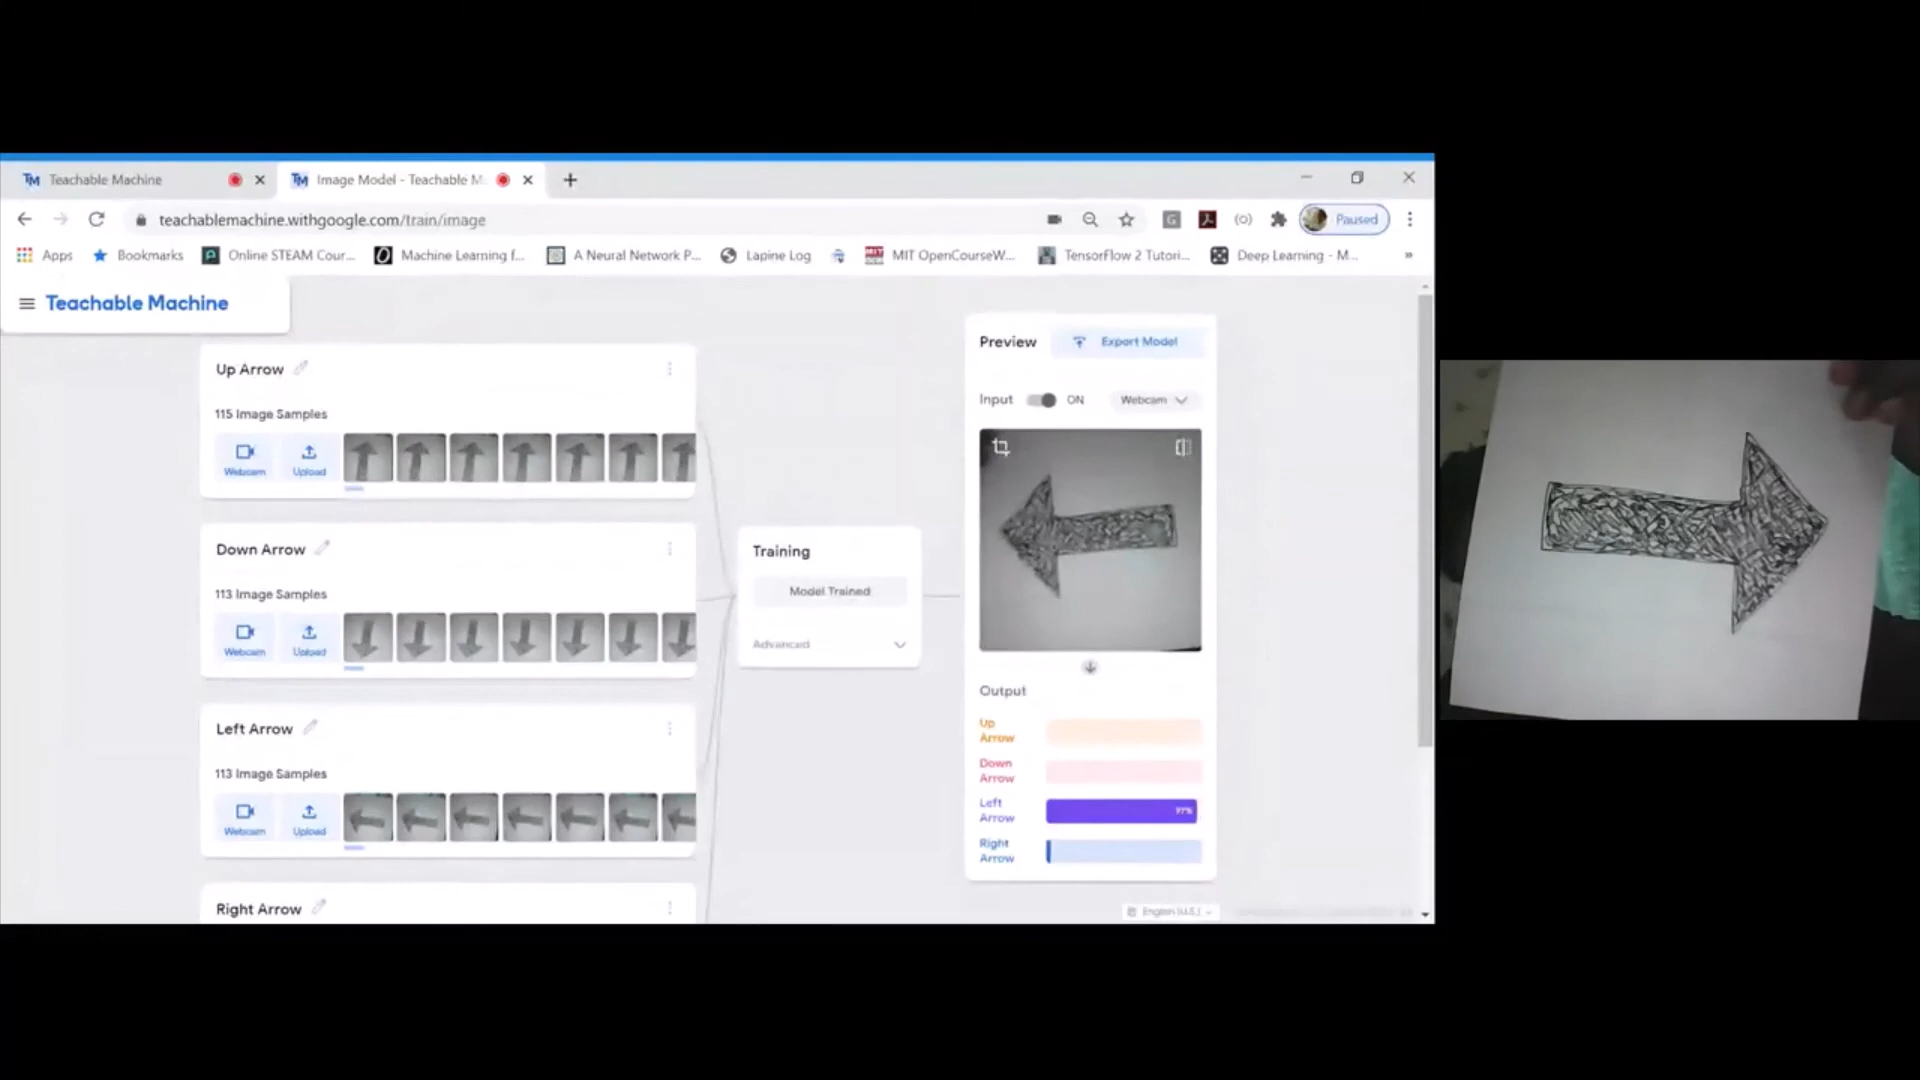 Teachable Machine
Image Model - Teachable M
teachablemachine.withgoogle.com/train/image
Paused
Apps
Bookmarks
Online STEAM Cour...
Machine Learning f...
A Neural Network P...
Lapine Log
MIT OpenCourseW...
TensorFlow 2 Tutori...
Deep Learning - M...
»
Teachable Machine
Up Arrow
115 Image Samples
Webcam
Upload
Down Arrow
113 Image Samples
Webcam
Upload
Left Arrow
113 Image Samples
Webcam
Upload
Right Arrow
Training
Model Trained
Advanced
Preview
Export Model
Input
ON
Webcam
Output
Up
Arrow
Down
Arrow
Left
Arrow
97%
Right
Arrow
English (U.S.)